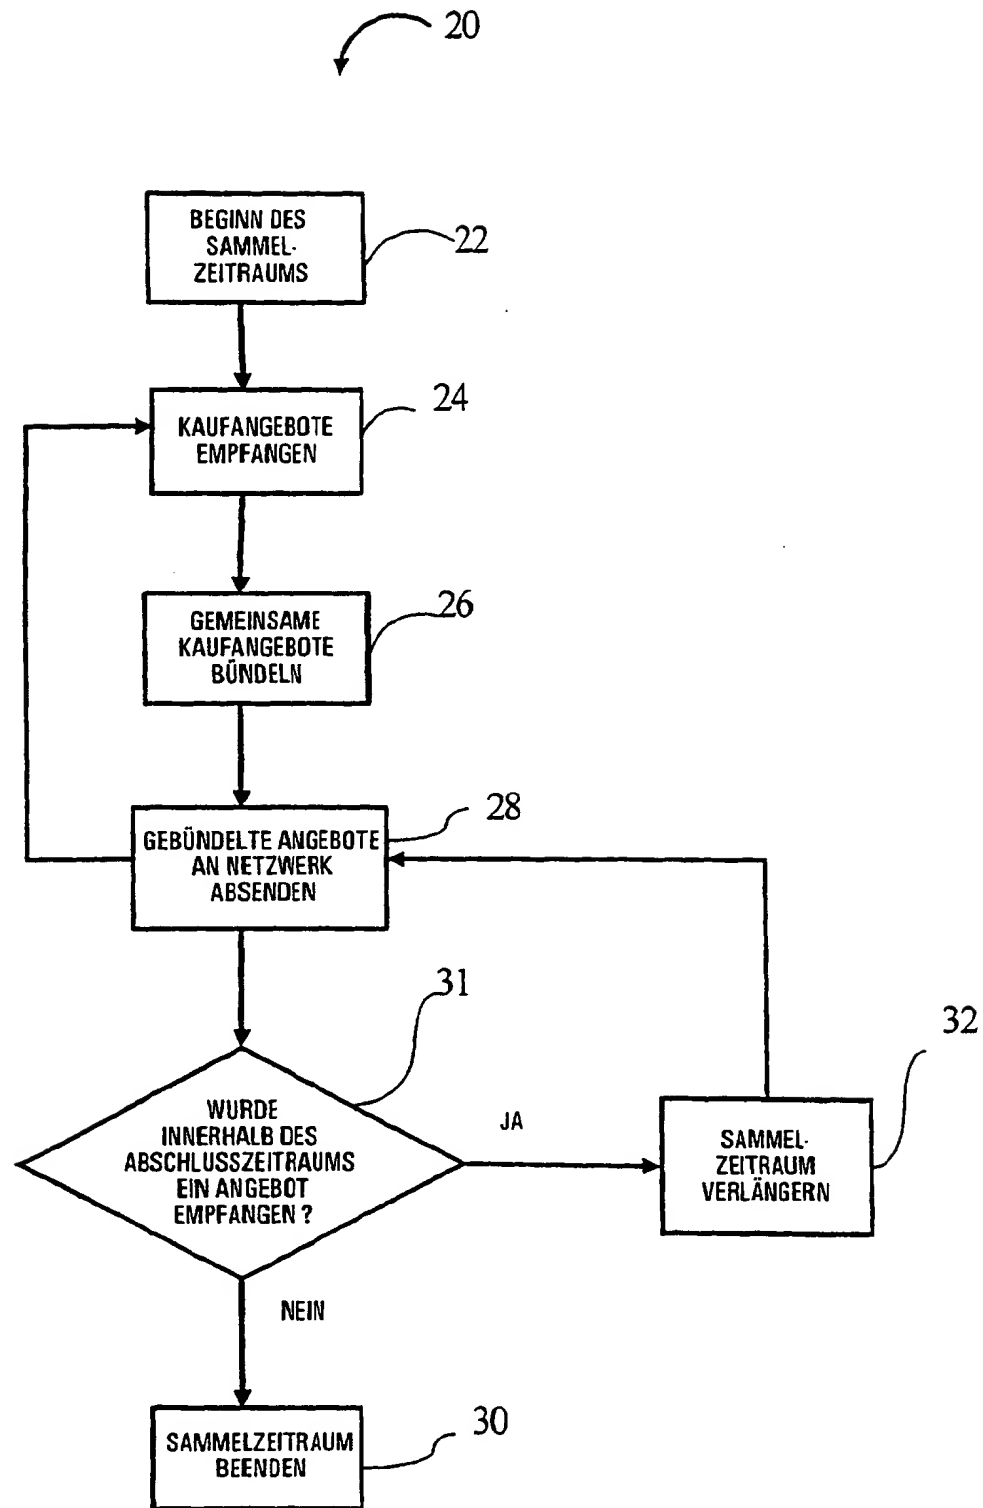 20
BEGINN DES
SAMMEL-
ZEITRAUMS
22
24
KAUFANGEBOTE
EMPFANGEN
26
GEMEINSAME
KAUFANGEBOTE
BÜNDELN
28
GEBÜNDELTE ANGEBOTE
AN NETZWERK
ABSENDEN
31
32
WURDE
INNERHALB DES
ABSCHLUSSZEITRAUMS
EIN ANGEBOT
EMPFANGEN ?
JA
SAMMEL-
ZEITRAUM
VERLÄNGERN
NEIN
30
SAMMELZEITRAUM
BEENDEN